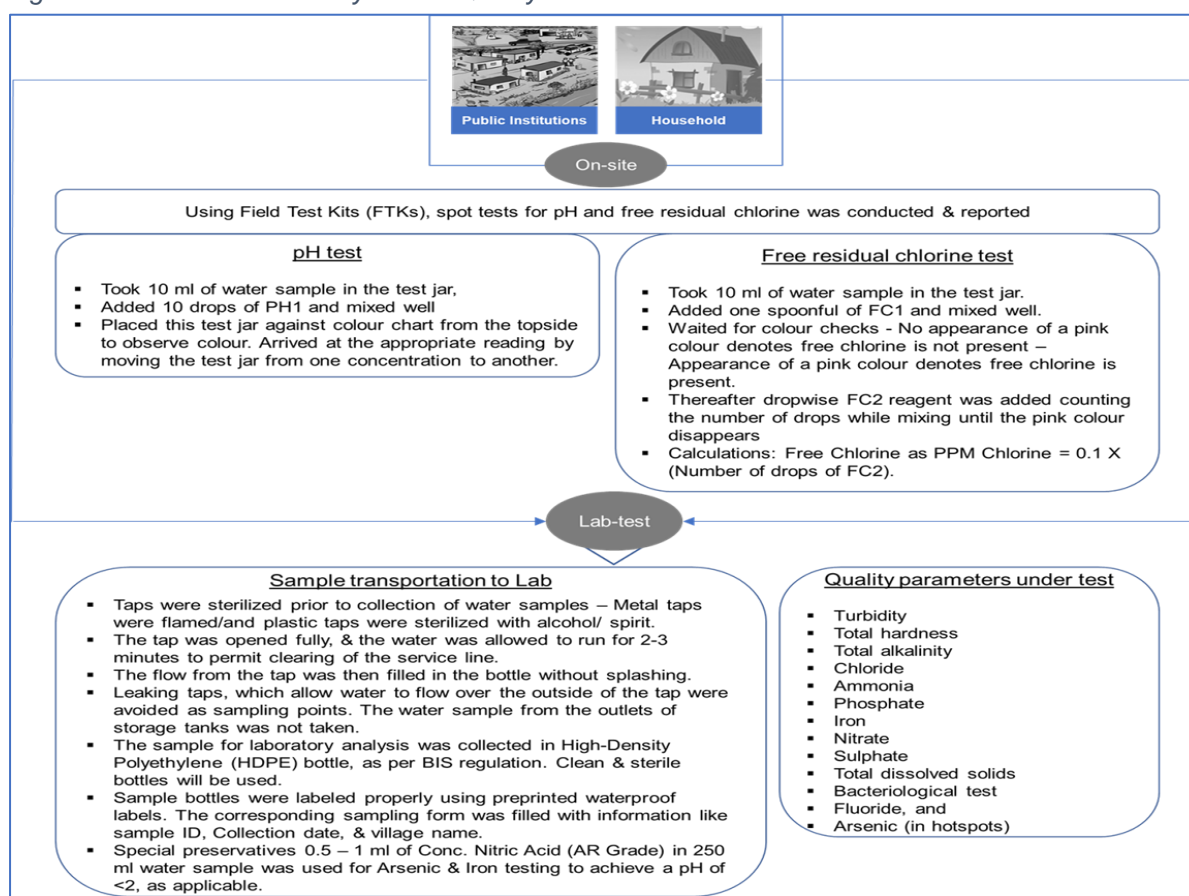 Public Institutions
Household
On-site
Using Field Test Kits (FTKs), spot tests for pH and free residual chlorine was conducted & reported
pH test
▪ Took 10 ml of water sample in the test jar,
▪ Added 10 drops of PH1 and mixed well
▪ Placed this test jar against colour chart from the topside
to observe colour. Arrived at the appropriate reading by
moving the test jar from one concentration to another.
Free residual chlorine test
▪ Took 10 ml of water sample in the test jar.
▪ Added one spoonful of FC1 and mixed well.
▪ Waited for colour checks - No appearance of a pink
colour denotes free chlorine is not present –
Appearance of a pink colour denotes free chlorine is
present.
▪ Thereafter dropwise FC2 reagent was added counting
the number of drops while mixing until the pink colour
disappears
▪ Calculations: Free Chlorine as PPM Chlorine = 0.1 X
(Number of drops of FC2).
Lab-test
Sample transportation to Lab
▪ Taps were sterilized prior to collection of water samples – Metal taps
were flamed/and plastic taps were sterilized with alcohol/ spirit.
▪ The tap was opened fully, & the water was allowed to run for 2-3
minutes to permit clearing of the service line.
▪ The flow from the tap was then filled in the bottle without splashing.
▪ Leaking taps, which allow water to flow over the outside of the tap were
avoided as sampling points. The water sample from the outlets of
storage tanks was not taken.
▪ The sample for laboratory analysis was collected in High-Density
Polyethylene (HDPE) bottle, as per BIS regulation. Clean & sterile
bottles will be used.
▪ Sample bottles were labeled properly using preprinted waterproof
labels. The corresponding sampling form was filled with information like
sample ID, Collection date, & village name.
▪ Special preservatives 0.5 – 1 ml of Conc. Nitric Acid (AR Grade) in 250
ml water sample was used for Arsenic & Iron testing to achieve a pH of
<2, as applicable.
Quality parameters under test
▪ Turbidity
▪ Total hardness
▪ Total alkalinity
▪ Chloride
▪ Ammonia
▪ Phosphate
▪ Iron
▪ Nitrate
▪ Sulphate
▪ Total dissolved solids
▪ Bacteriological test
▪ Fluoride, and
▪ Arsenic (in hotspots)